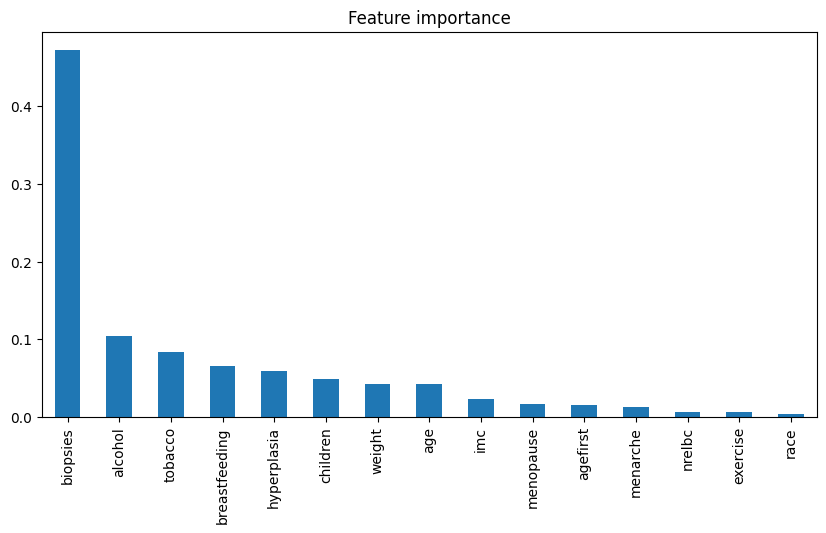 Feature importance
0.4
0.3
0.2
0.1
0.0
biopsies
alcohol
tobacco
breastfeeding
hyperplasia
children
weight
age
imc
menopause
agefirst
menarche
nrelbc
exercise
race